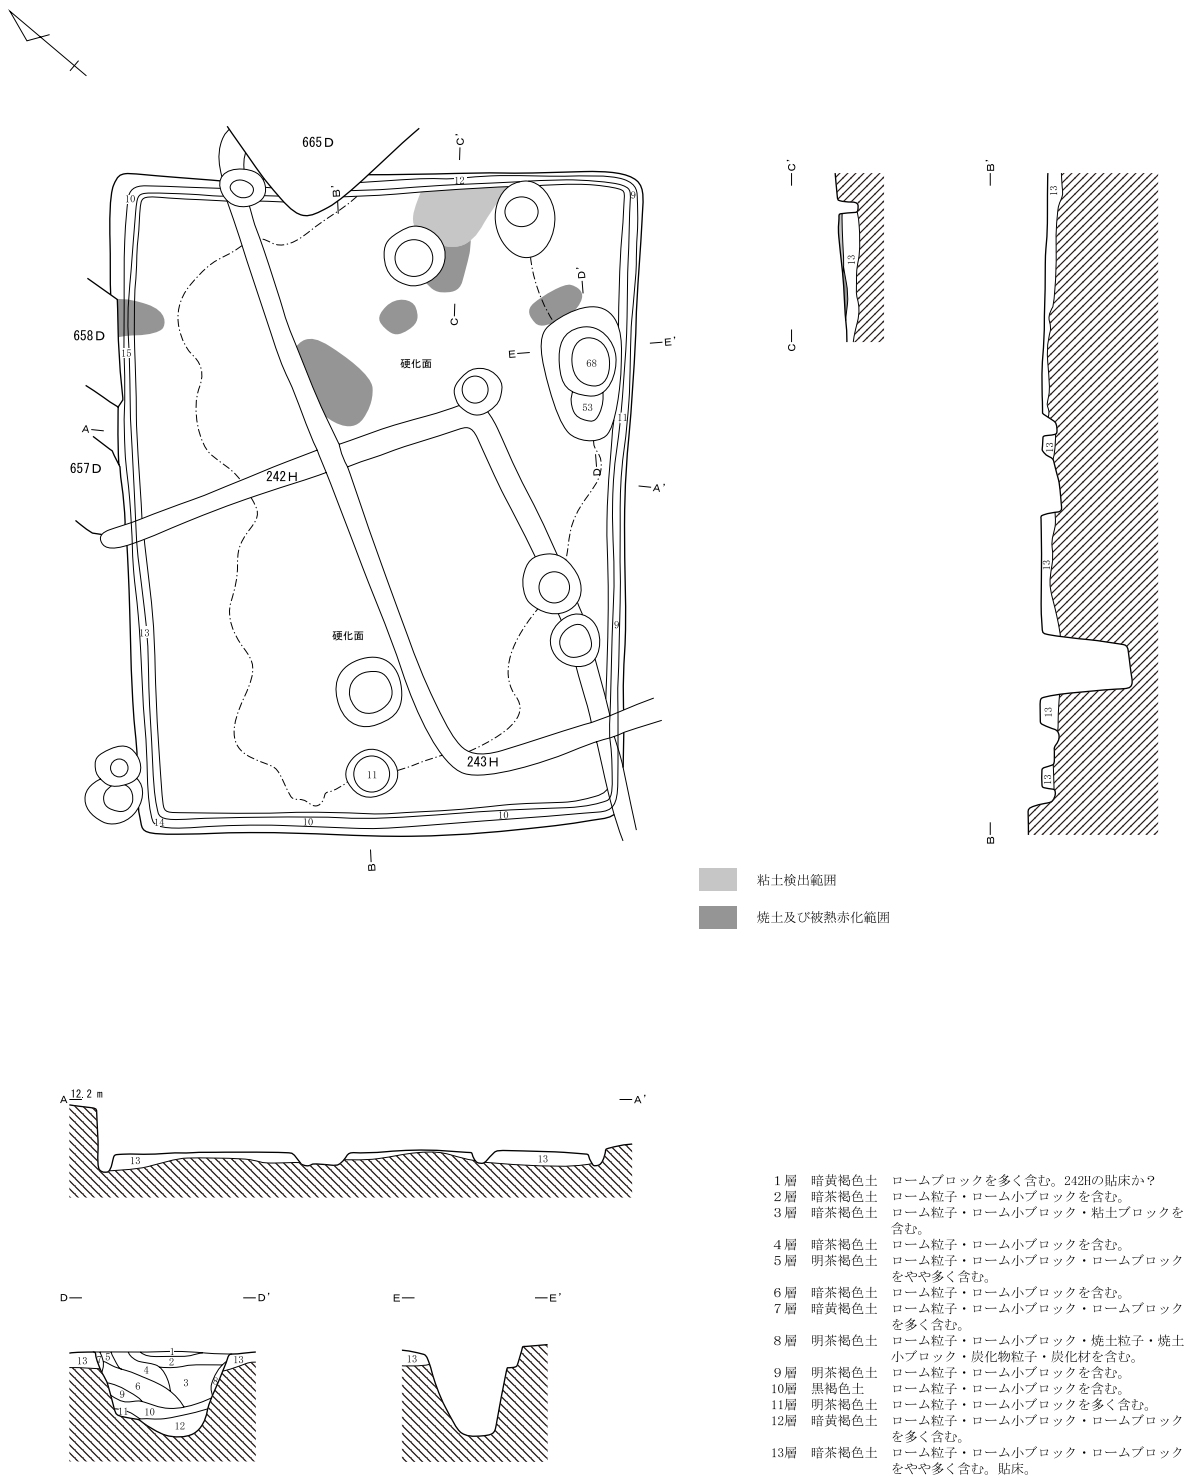 665D
C'
B'
12
10
9
C'
B'
13
D'
658D
15
C
E
E'
68
硬化面
53
11
13
C
A
657D
D
A'
242H
13
13
13
硬化面
9
13
243H
11
14
10
10
13
B
B
粘土検出範囲
焼土及び被熱赤化範囲
A
12.2 m
A'
13
13
D
D'
E
E'
13
5
1
2
13
4
3
6
8
9
11
10
12
13
1層 暗黄褐色土 ロームブロックを多く含む。242Hの貼床か？
2層 暗茶褐色土 ローム粒子・ローム小ブロックを含む。
3層 暗茶褐色土 ローム粒子・ローム小ブロック・粘土ブロックを
含む。
4層 暗茶褐色土 ローム粒子・ローム小ブロックを含む。
5層 明茶褐色土 ローム粒子・ローム小ブロック・ロームブロック
をやや多く含む。
6層 暗茶褐色土 ローム粒子・ローム小ブロックを含む。
7層 暗黄褐色土 ローム粒子・ローム小ブロック・ロームブロック
を多く含む。
8層 明茶褐色土 ローム粒子・ローム小ブロック・焼土粒子・焼土
小ブロック・炭化物粒子・炭化材を含む。
9層 明茶褐色土 ローム粒子・ローム小ブロックを含む。
10層 黒褐色土 ローム粒子・ローム小ブロックを含む。
11層 明茶褐色土 ローム粒子・ローム小ブロックを多く含む。
12層 暗黄褐色土 ローム粒子・ローム小ブロック・ロームブロック
を多く含む。
13層 暗茶褐色土 ローム粒子・ローム小ブロック・ロームブロック
をやや多く含む。貼床。